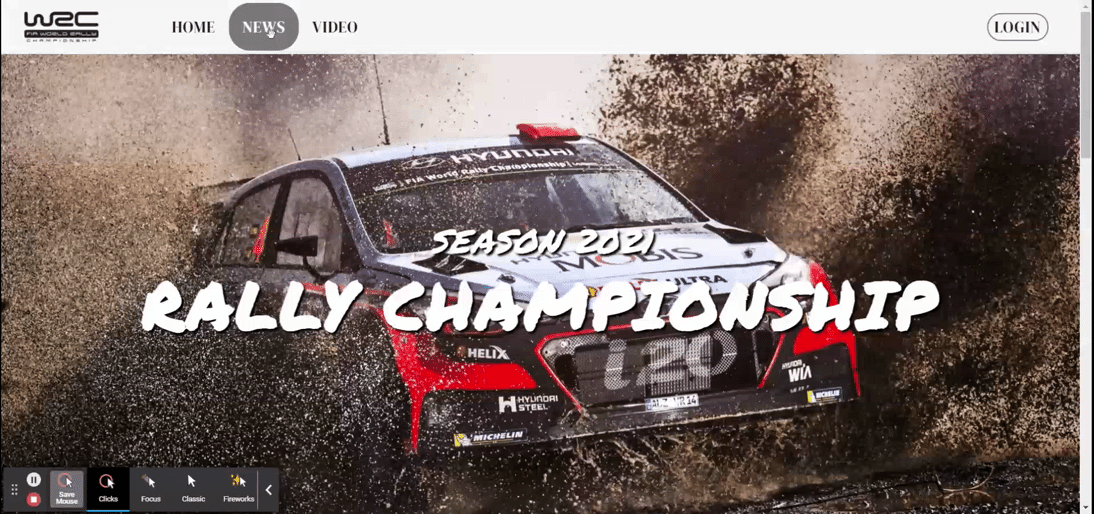 WRC
FIA WORLD RALLY
CHAMPIONSHIP
HOME
NEWS
VIDEO
LOGIN
HYUNDAI
FIA World Rally Championship
SEASON 2021
MOBIS
RALLY CHAMPIONSHIP
HELIX
i20
HYUNDAI
WIA
HYUNDAI
STEEL
MICHELIN
MICHELIN
Save
Mouse
Clicks
Focus
Classic
Fireworks